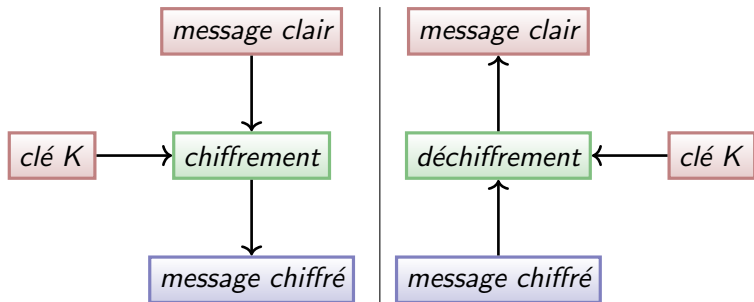 message clair
clé K
chiffrement
message chiffré
message clair
déchiffrement
clé K
message chiffré